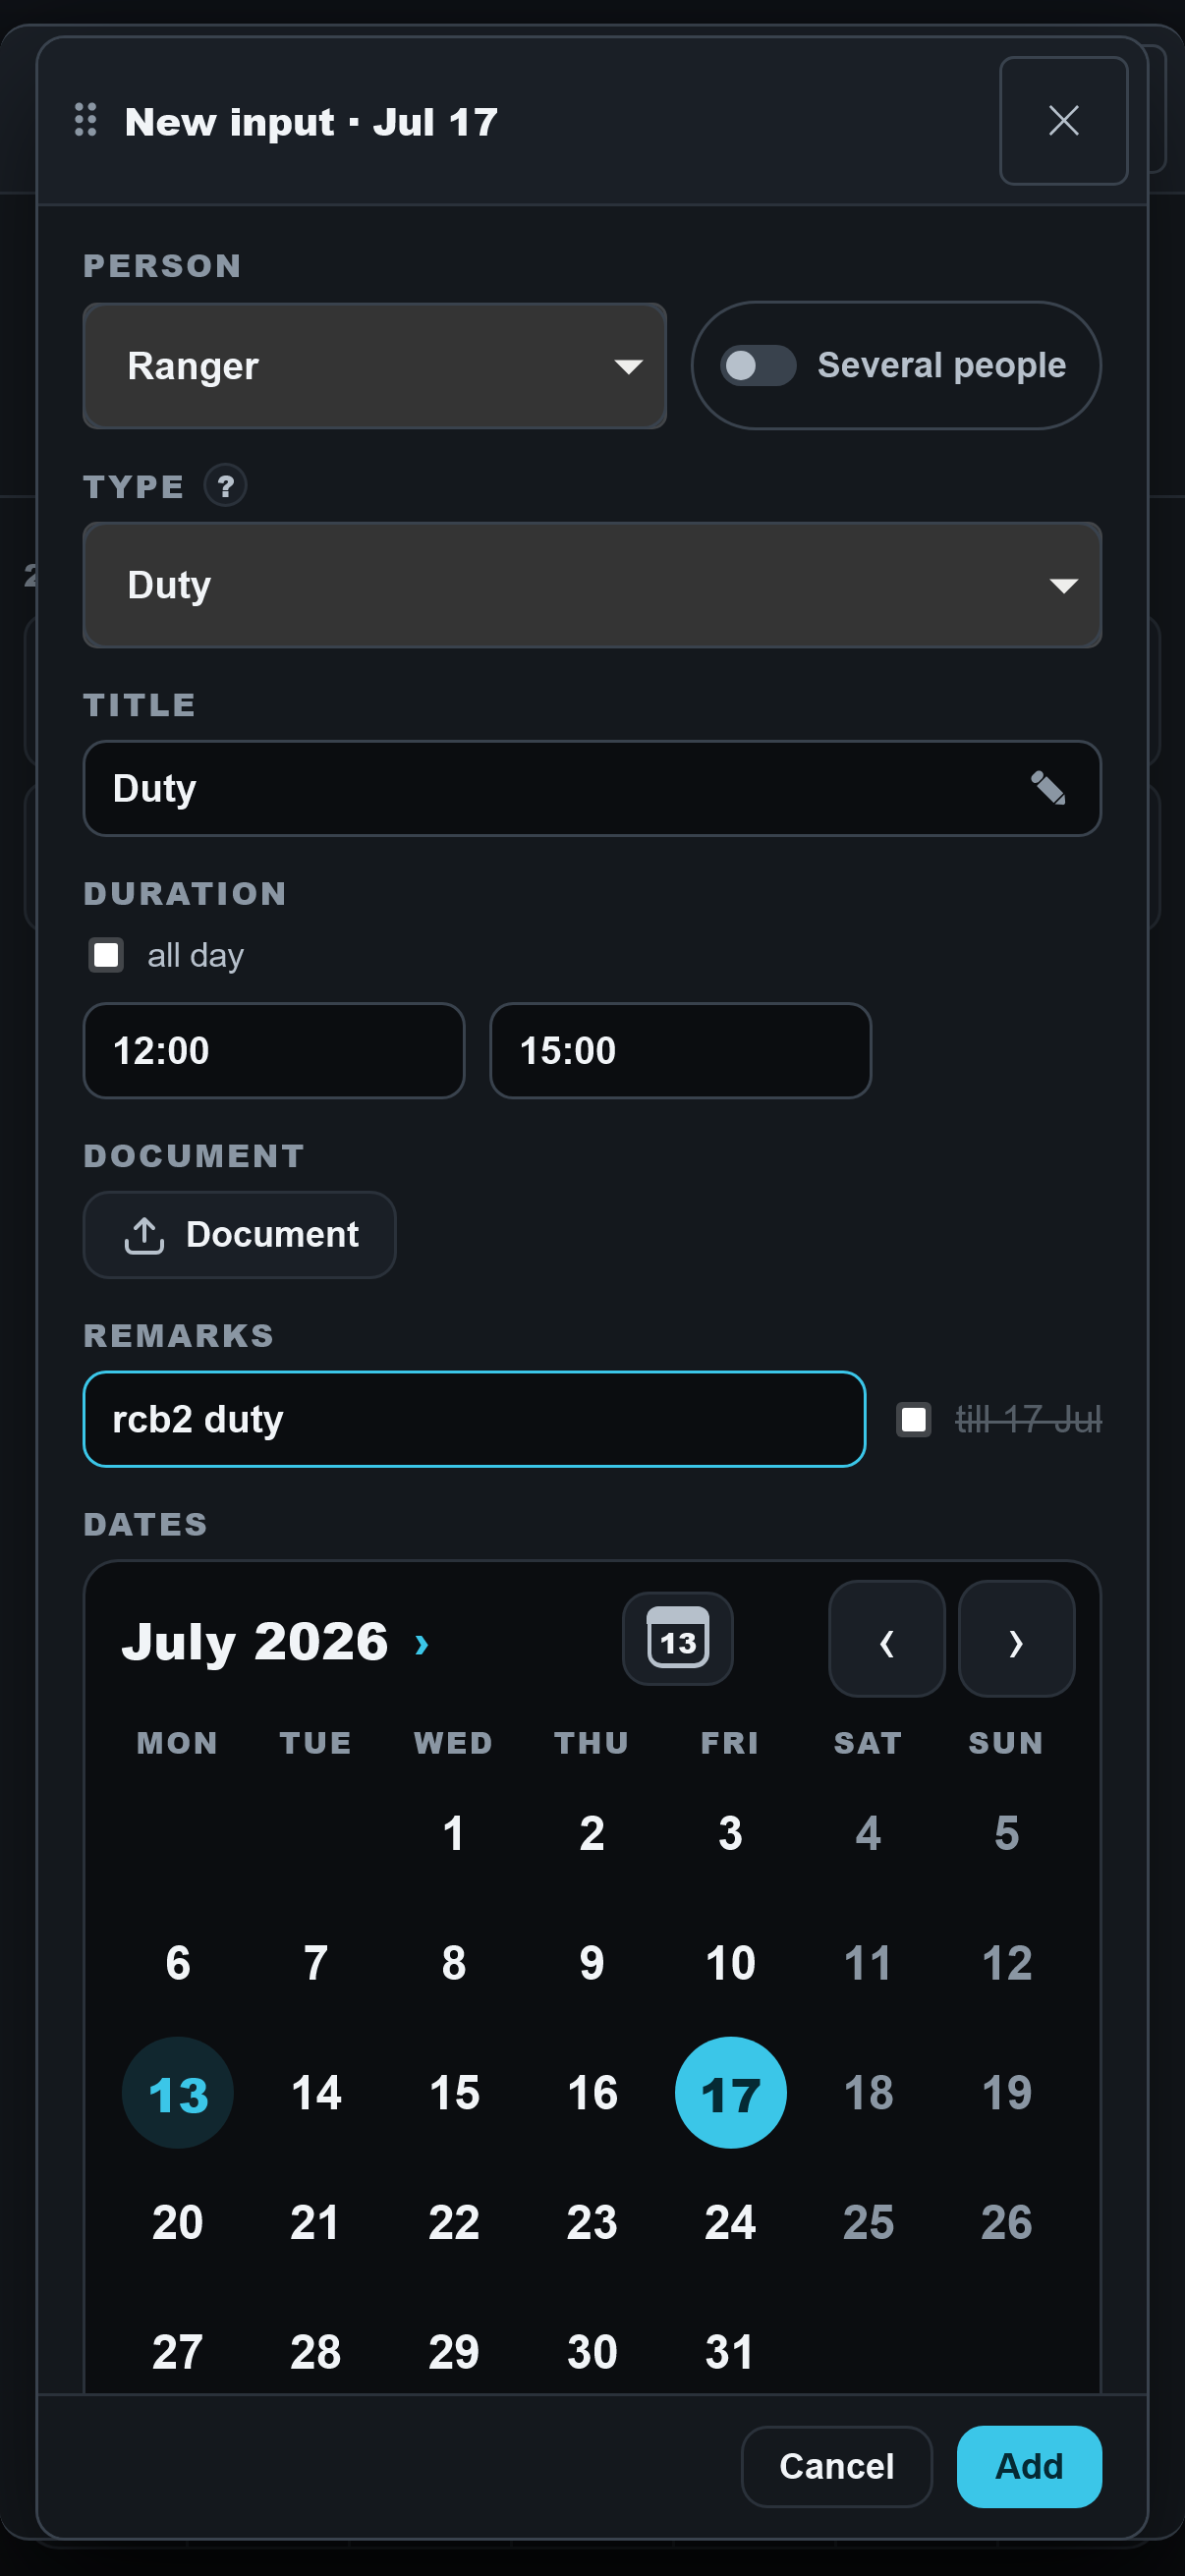 New input · Jul 17
PERSON
Ranger
Several people
TYPE ?
Duty
TITLE
Duty
DURATION
all day
12:00 15:00
DOCUMENT
Document
REMARKS
rcb2 duty till 17 Jul
DATES
July 2026 › 13 ‹ ›
MON TUE WED THU FRI SAT SUN
1 2 3 4 5
6 7 8 9 10 11 12
13 14 15 16 17 18 19
20 21 22 23 24 25 26
27 28 29 30 31
Cancel Add